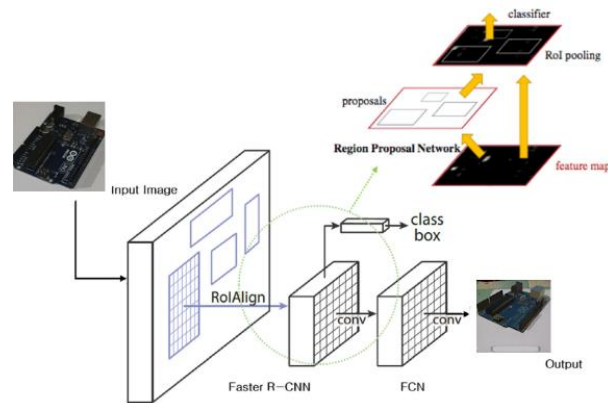 classifier
RoI pooling
proposals
Region Proposal Network
feature map
Input Image
class
box
RoIAlign
conv
conv
Faster R-CNN
FCN
Output